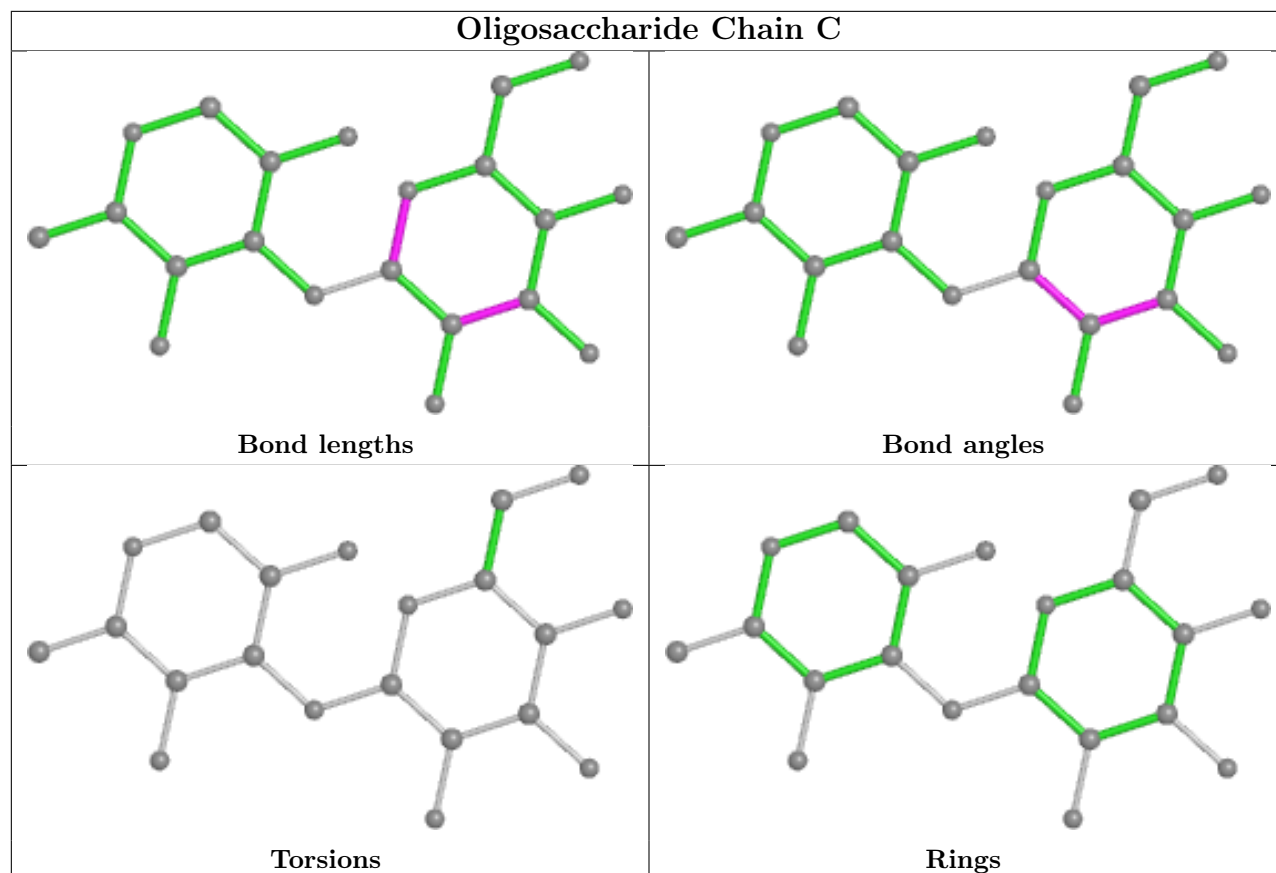 Oligosaccharide Chain C
Bond lengths
Bond angles
Torsions
Rings